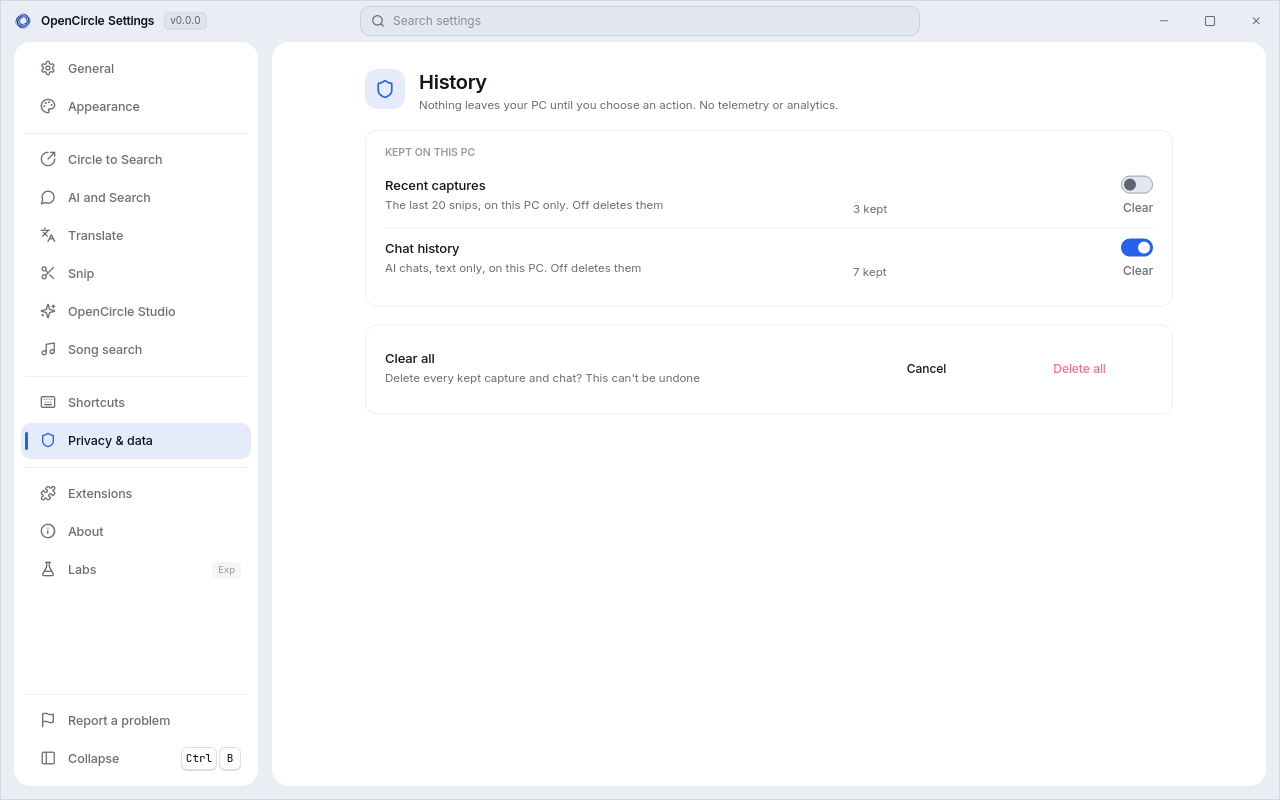 OpenCircle Settings v0.0.0
Search settings
General
Appearance
Circle to Search
AI and Search
Translate
Snip
OpenCircle Studio
Song search
Shortcuts
Privacy & data
Extensions
About
Labs Exp
Report a problem
Collapse Ctrl B
History
Nothing leaves your PC until you choose an action. No telemetry or analytics.
KEPT ON THIS PC
Recent captures
The last 20 snips, on this PC only. Off deletes them
3 kept
Clear
Chat history
AI chats, text only, on this PC. Off deletes them
7 kept
Clear
Clear all
Delete every kept capture and chat? This can't be undone
Cancel
Delete all